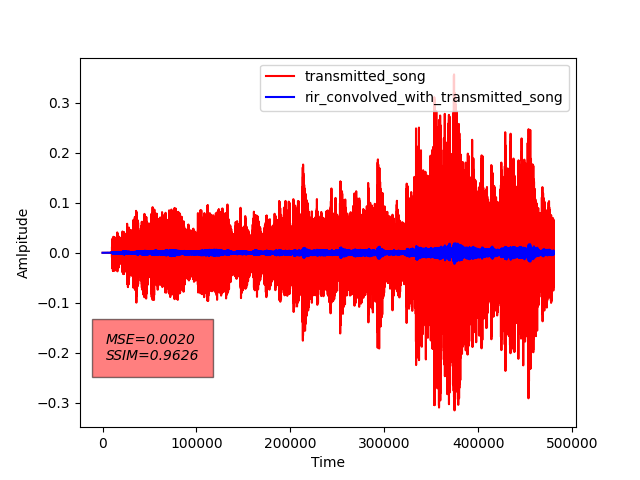 transmitted_song
rir_convolved_with_transmitted_song
0.3
0.2
0.1
0.0
−0.1
−0.2
−0.3
Amlpitude
MSE=0.0020
SSIM=0.9626
0 100000 200000 300000 400000 500000
Time